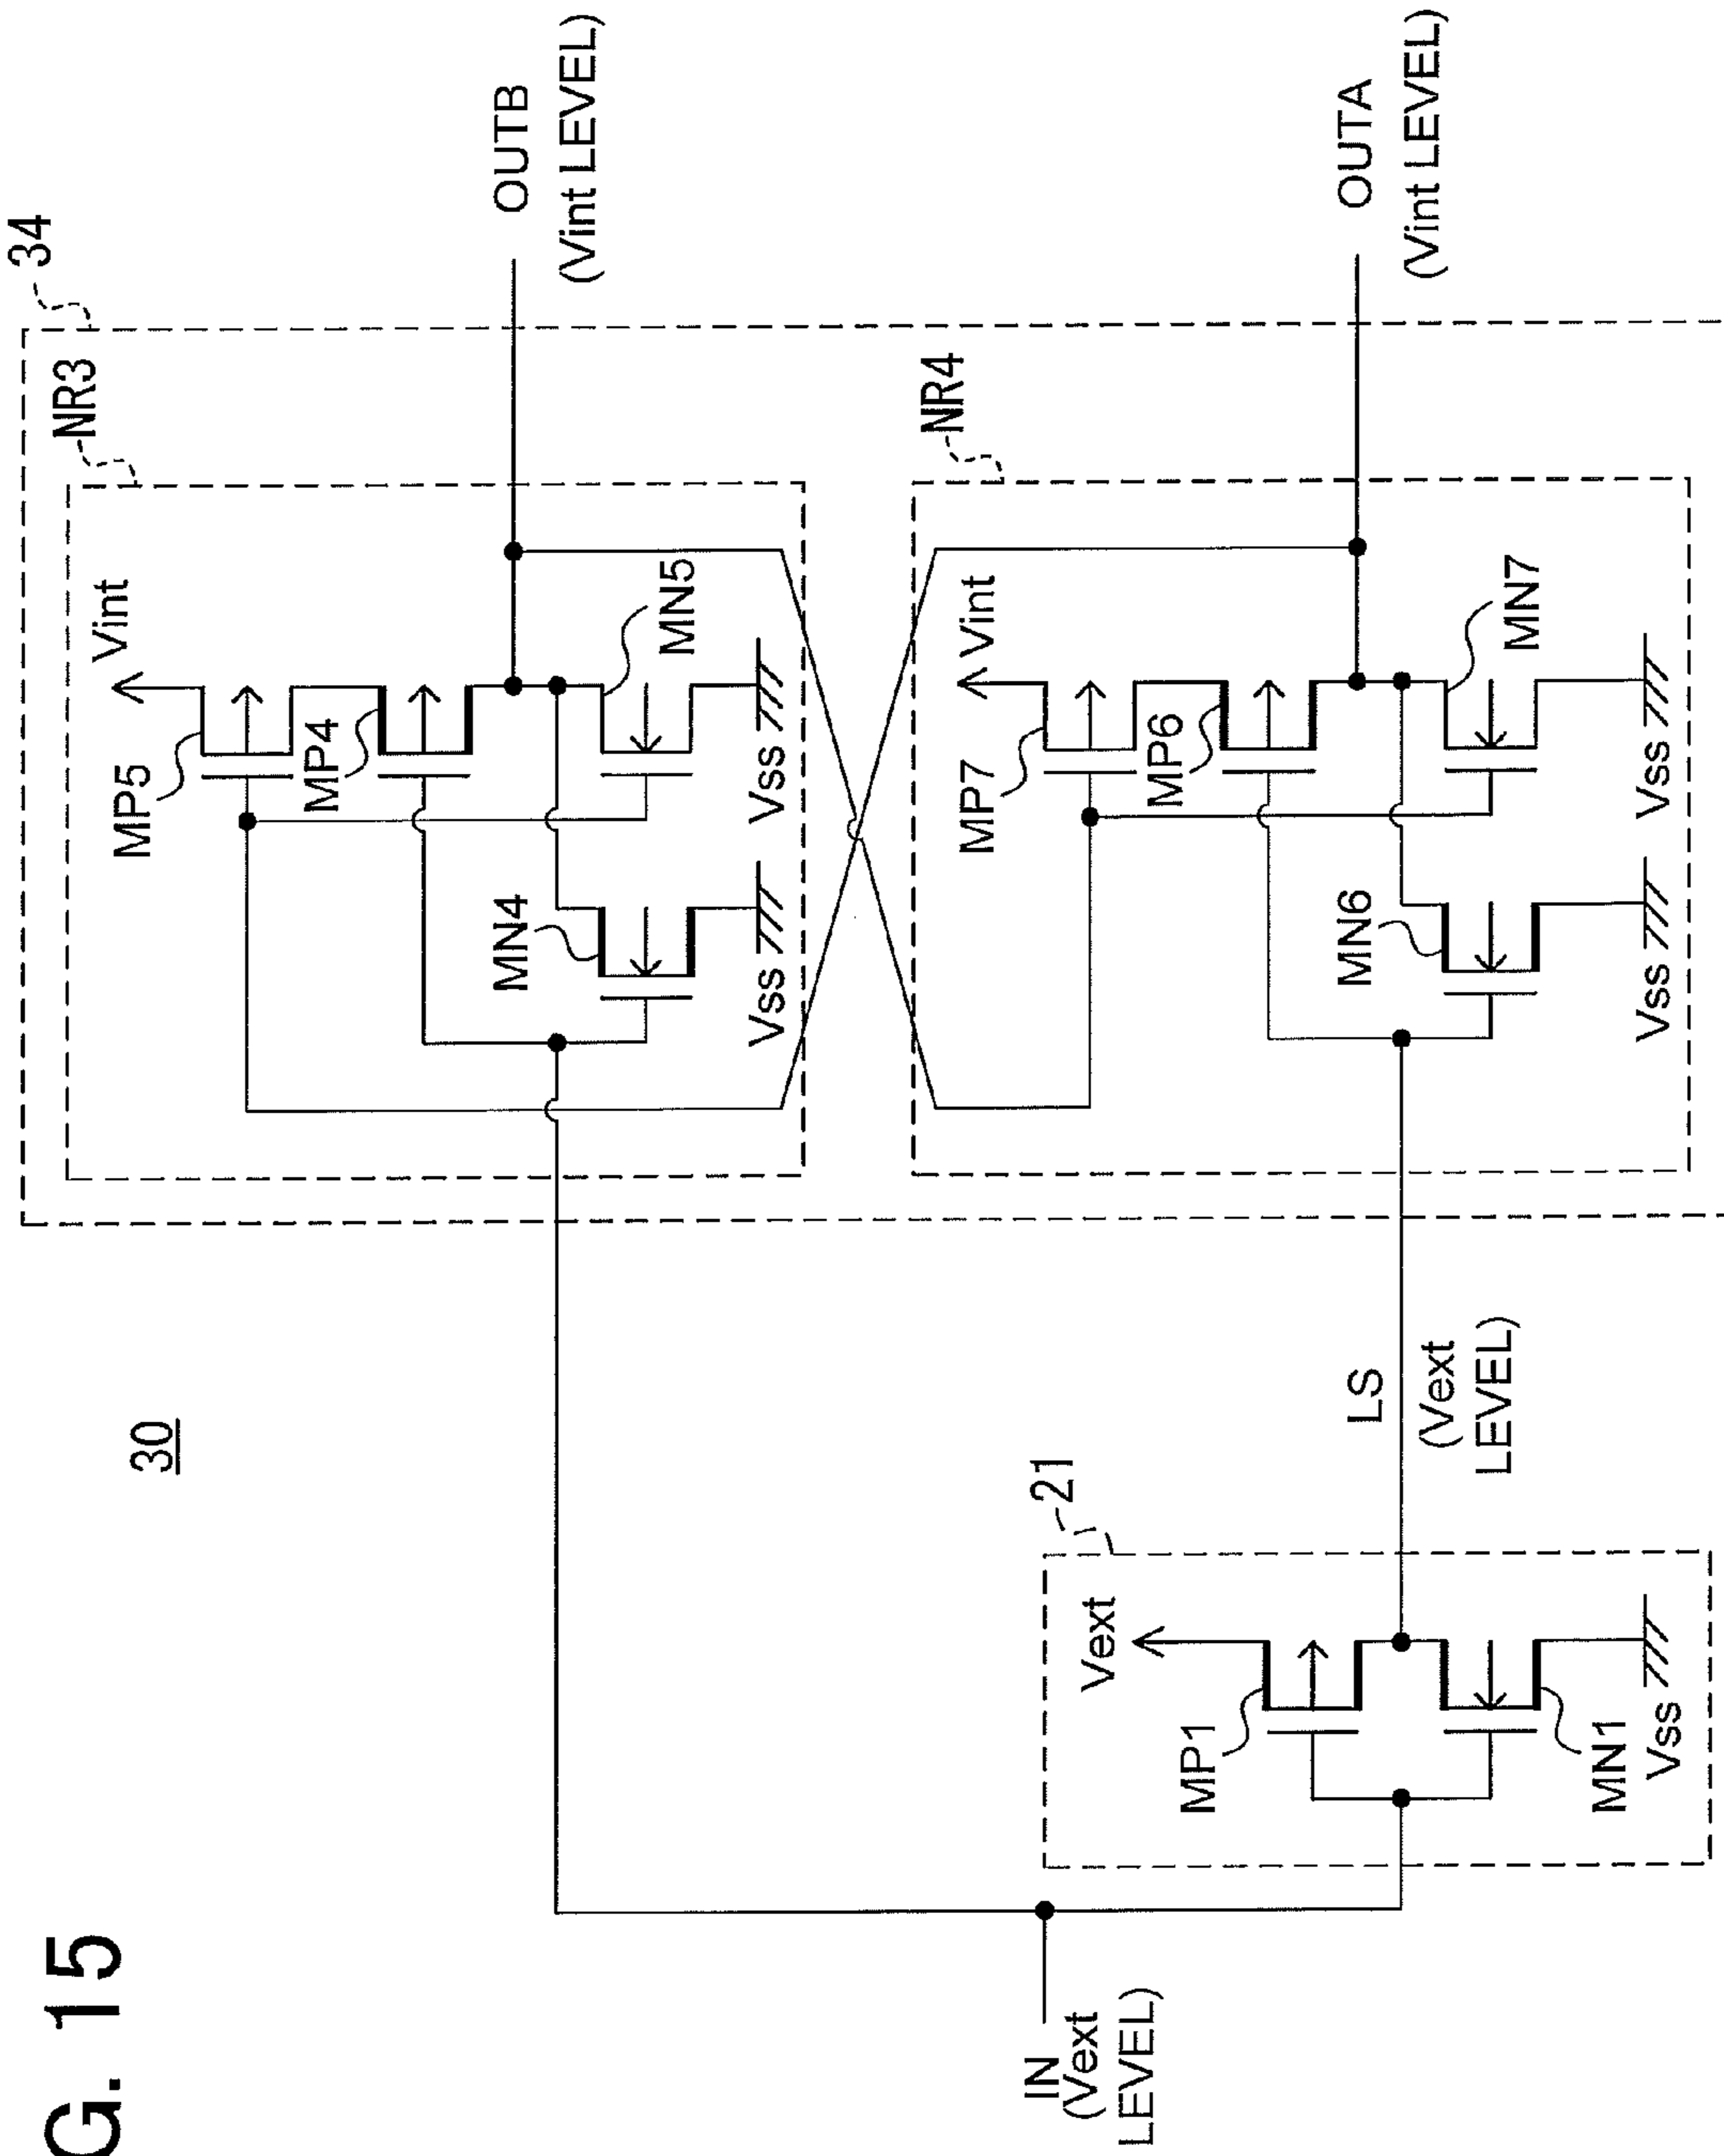 G. 15
30
34
NR3
Vint
MP5
MP4
MN5
MN4
Vss
Vss
OUTB
(Vint LEVEL)
NR4
Vint
MP7
MP6
MN7
MN6
Vss
Vss
OUTA
(Vint LEVEL)
LS
(Vext
LEVEL)
21
Vext
MP1
MN1
Vss
IN
(Vext
LEVEL)